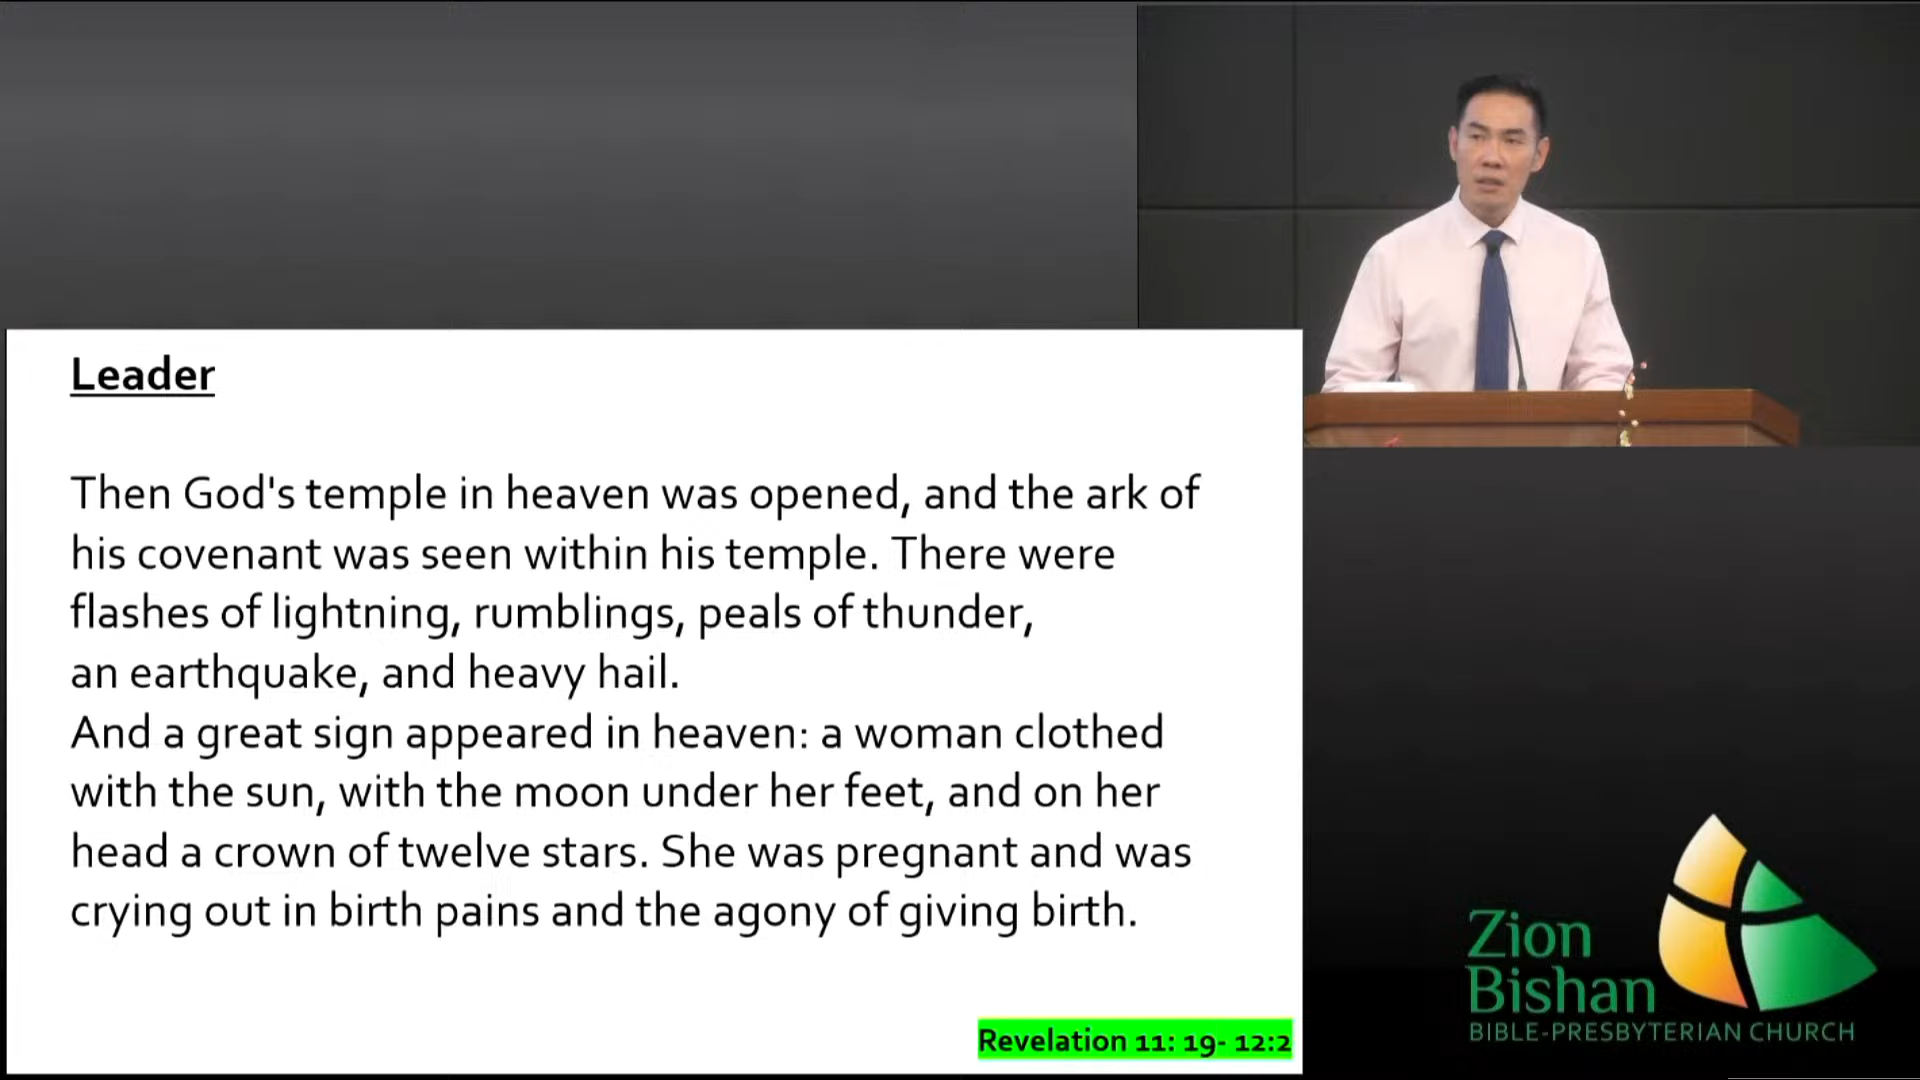 Leader
Then God's temple in heaven was opened, and the ark of
his covenant was seen within his temple. There were
flashes of lightning, rumblings, peals of thunder,
an earthquake, and heavy hail.
And a great sign appeared in heaven: a woman clothed
with the sun, with the moon under her feet, and on her
head a crown of twelve stars. She was pregnant and was
crying out in birth pains and the agony of giving birth.
Revelation 11: 19- 12:2
Zion
Bishan
BIBLE-PRESBYTERIAN CHURCH